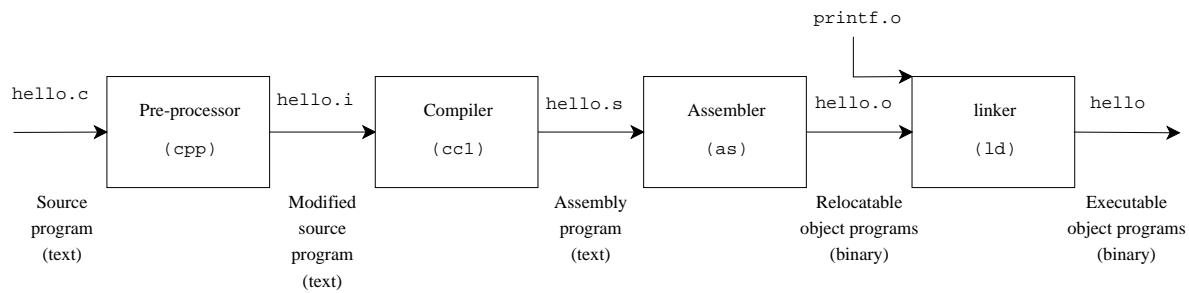 printf.o
hello.c
Pre-processor
(cpp)
hello.i
Compiler
(cc1)
hello.s
Assembler
(as)
hello.o
linker
(ld)
hello
Source
program
(text)
Modified
source
program
(text)
Assembly
program
(text)
Relocatable
object programs
(binary)
Executable
object programs
(binary)